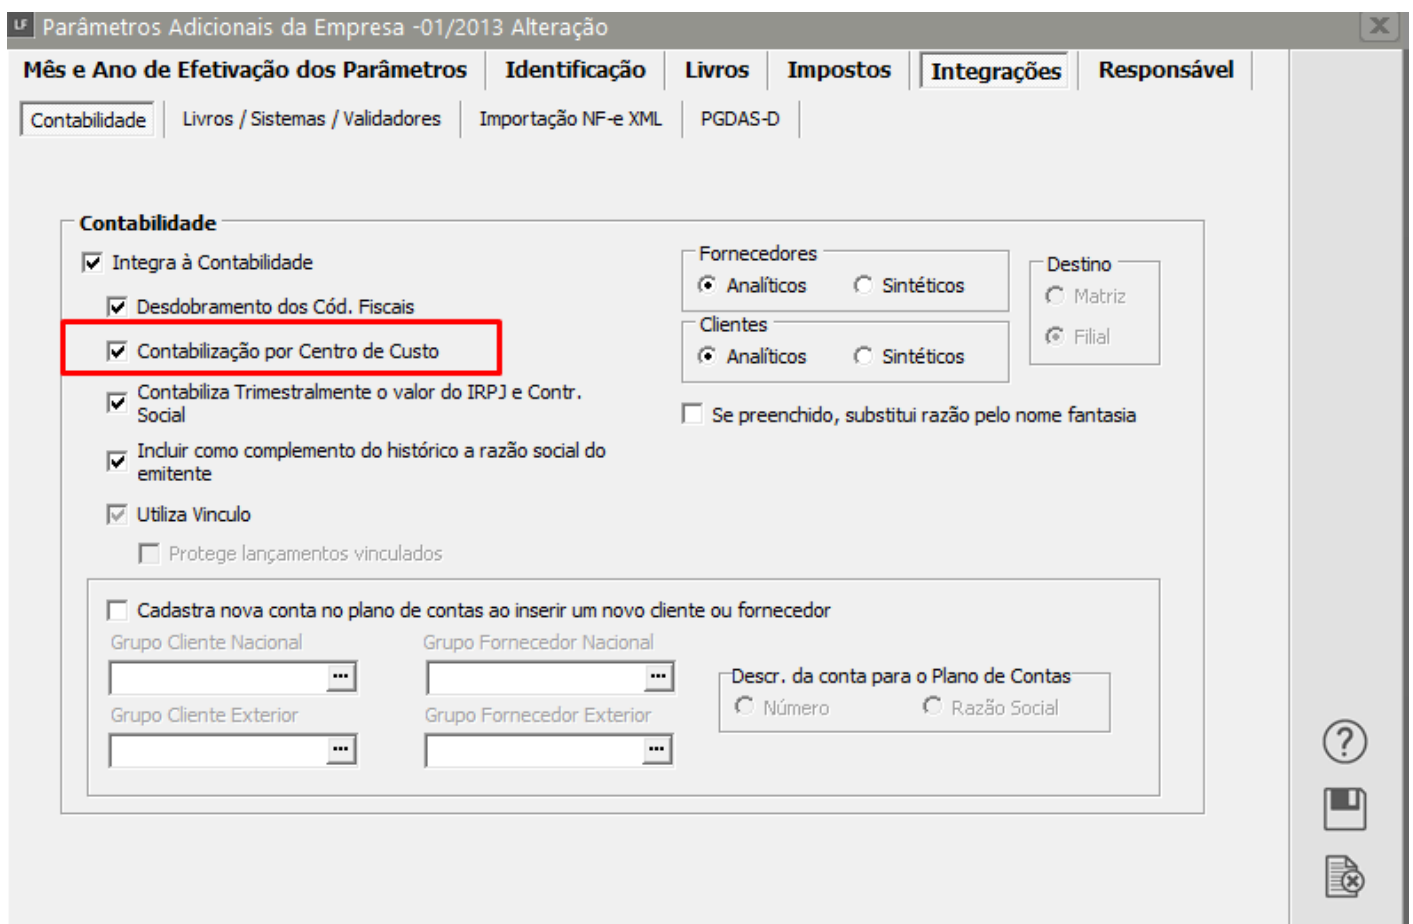 LF Parâmetros Adicionais da Empresa -01/2013 Alteração
Mês e Ano de Efetivação dos Parâmetros Identificação Livros Impostos Integrações Responsável
Contabilidade Livros / Sistemas / Validadores Importação NF-e XML PGDAS-D
Contabilidade
Integra à Contabilidade
Desdobramento dos Cód. Fiscais
Contabilização por Centro de Custo
Contabiliza Trimestralmente o valor do IRPJ e Contr.
Social
Incluir como complemento do histórico a razão social do
emitente
Utiliza Vinculo
Protege lançamentos vinculados
Fornecedores
Analíticos Sintéticos
Clientes
Analíticos Sintéticos
Destino
Matriz
Filial
Se preenchido, substitui razão pelo nome fantasia
Cadastra nova conta no plano de contas ao inserir um novo cliente ou fornecedor
Grupo Cliente Nacional Grupo Fornecedor Nacional
... ...
Grupo Cliente Exterior Grupo Fornecedor Exterior
... ...
Descr. da conta para o Plano de Contas
Número Razão Social
?